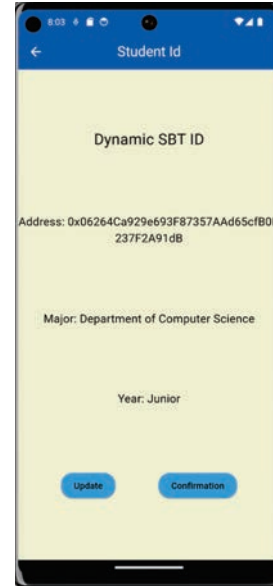 8:03
Student Id
Dynamic SBT ID
Address: 0x06264Ca929e693F87357AAd65cfB0
237F2A91dB
Major: Department of Computer Science
Year: Junior
Update
Confirmation